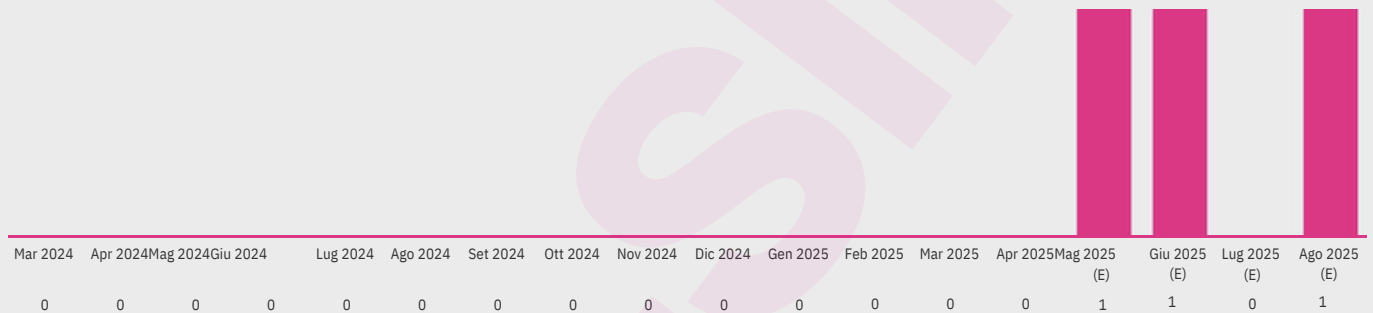 Mar 2024 Apr 2024 Mag 2024 Giu 2024 Lug 2024 Ago 2024 Set 2024 Ott 2024 Nov 2024 Dic 2024 Gen 2025 Feb 2025 Mar 2025 Apr 2025 Mag 2025 Giu 2025 Lug 2025 Ago 2025
(E) (E) (E) (E)
0 0 0 0 0 0 0 0 0 0 0 0 0 0 1 1 0 1